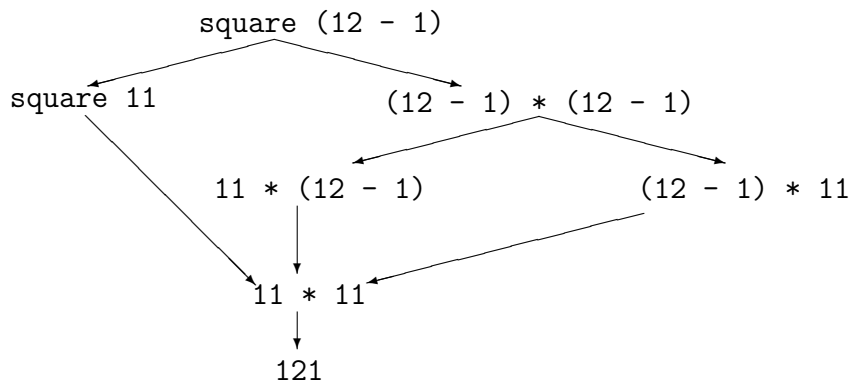 square (12 - 1)
square 11
(12 - 1) * (12 - 1)
11 * (12 - 1)
(12 - 1) * 11
11 * 11
121